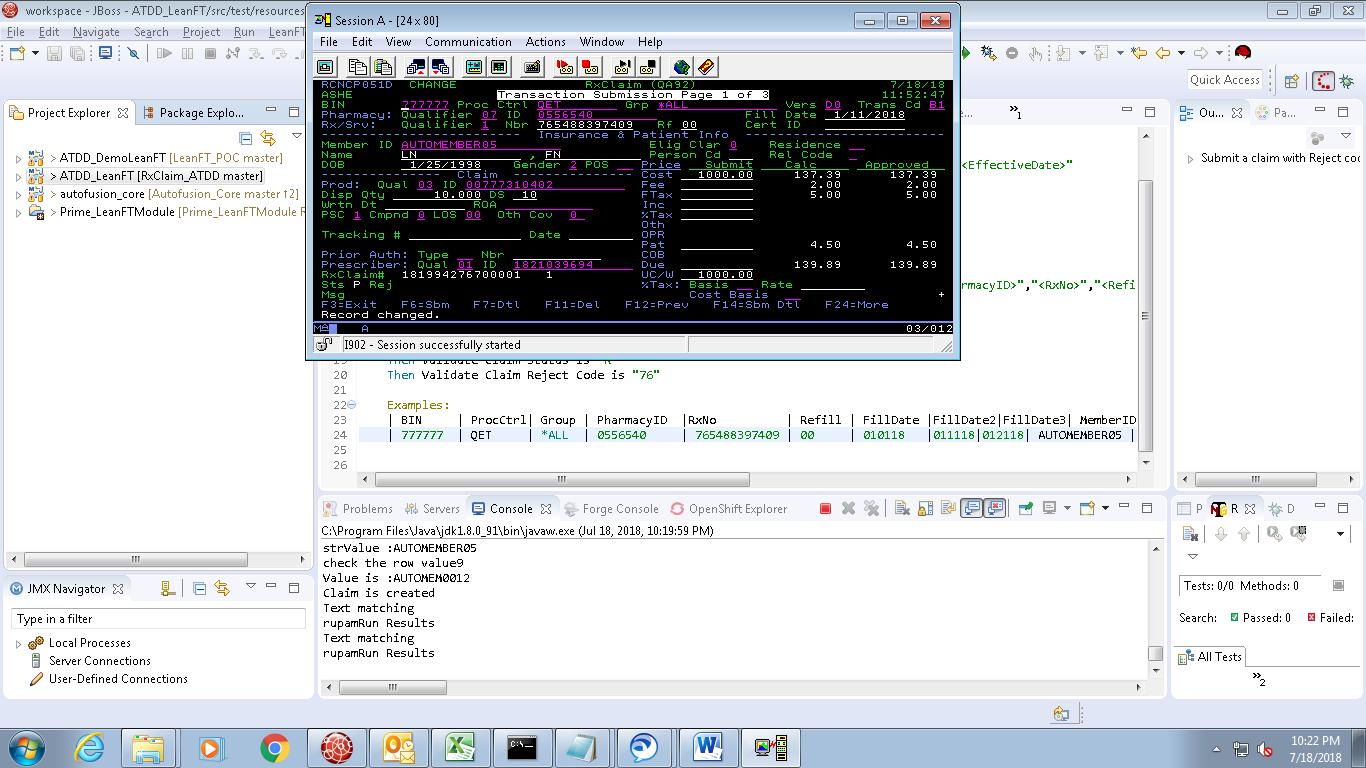 workspace - JBoss - ATDD_LeanFT/src/test/resources
File Edit Navigate Search Project Run LeanFT
Quick Access
Project Explorer Package Explo...
> ATDD_DemoLeanFT [LeanFT_POC master]
> ATDD_LeanFT [RxClaim_ATDD master]
> autofusion_core [Autofusion_Core master ↑2]
> Prime_LeanFTModule [Prime_LeanFTModule R
JMX Navigator
Type in a filter
Local Processes
Server Connections
User-Defined Connections
Session A - [24 x 80]
File Edit View Communication Actions Window Help
RCNCP051D CHANGE RxClaim (QA92) 7/18/18
ASHE Transaction Submission Page 1 of 3 11:52:47
BIN 777777 Proc Ctrl QET Grp *ALL Vers D0 Trans Cd B1
Pharmacy: Qualifier 07 ID 0556540 Fill Date 1/11/2018
Rx/Srv: Qualifier 1 Nbr 765488397409 Rf 00 Cert ID
Insurance & Patient Info
Member ID AUTOMEMBER05 Elig Clar 0 Residence
Name LN , FN Person Cd Rel Code
DOB 1/25/1998 Gender 2 POS Price Submit Calc Approved
Claim Cost 1000.00 137.39 137.39
Prod: Qual 03 ID 00777310402 Fee 2.00 2.00
Disp Qty 10.000 DS 10 FTax 5.00 5.00
Wrtn Dt ROA Inc
PSC 1 Cmpnd 0 LOS 00 Oth Cov 0 %Tax
Oth
Tracking # Date OPR
Pat 4.50 4.50
Prior Auth: Type Nbr COB
Prescriber: Qual 01 ID 1821039694 Due 139.89 139.89
RxClaim# 181994276700001 1 UC/W 1000.00
Sts P Rej %Tax: Basis Rate
Msg Cost Basis +
F3=Exit F6=Sbm F7=Dtl F11=Del F12=Prev F14=Sbm Dtl F24=More
Record changed.
MA A 03/012
I902 - Session successfully started
<EffectiveDate>"
rmacyID>","<RxNo>","<Refi
20 Then Validate Claim Reject Code is "76"
21
22 Examples:
23 | BIN | ProcCtrl| Group | PharmacyID |RxNo | Refill | FillDate |FillDate2|FillDate3| MemberID
24 | 777777 | QET | *ALL | 0556540 | 765488397409 | 00 | 010118 |011118|012118| AUTOMEMBER05 |
25
26
Ou... Pa...
Submit a claim with Reject co
Problems Servers Console Forge Console OpenShift Explorer
C:\Program Files\Java\jdk1.8.0_91\bin\javaw.exe (Jul 18, 2018, 10:19:59 PM)
strValue :AUTOMEMBER05
check the row value9
Value is :AUTOMEM0012
Claim is created
Text matching
rupamRun Results
Text matching
rupamRun Results
P R D
Tests: 0/0 Methods: 0
Search: Passed: 0 Failed:
All Tests
»2
10:22 PM
7/18/2018